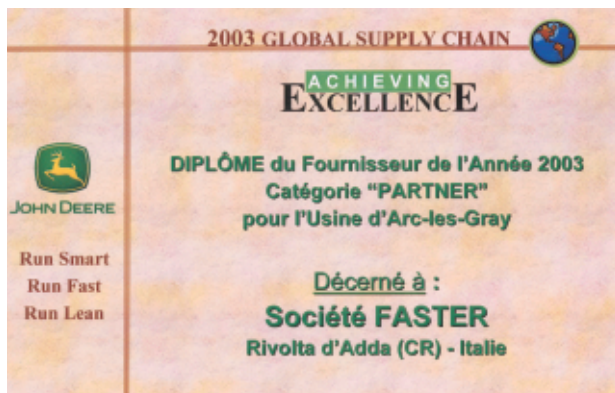 2003 GLOBAL SUPPLY CHAIN
ACHIEVING
EXCELLENCE
DIPLÔME du Fournisseur de l'Année 2003
Catégorie "PARTNER"
pour l'Usine d'Arc-les-Gray
JOHN DEERE
Run Smart
Run Fast
Run Lean
Décerné à :
Société FASTER
Rivolta d'Adda (CR) - Italie